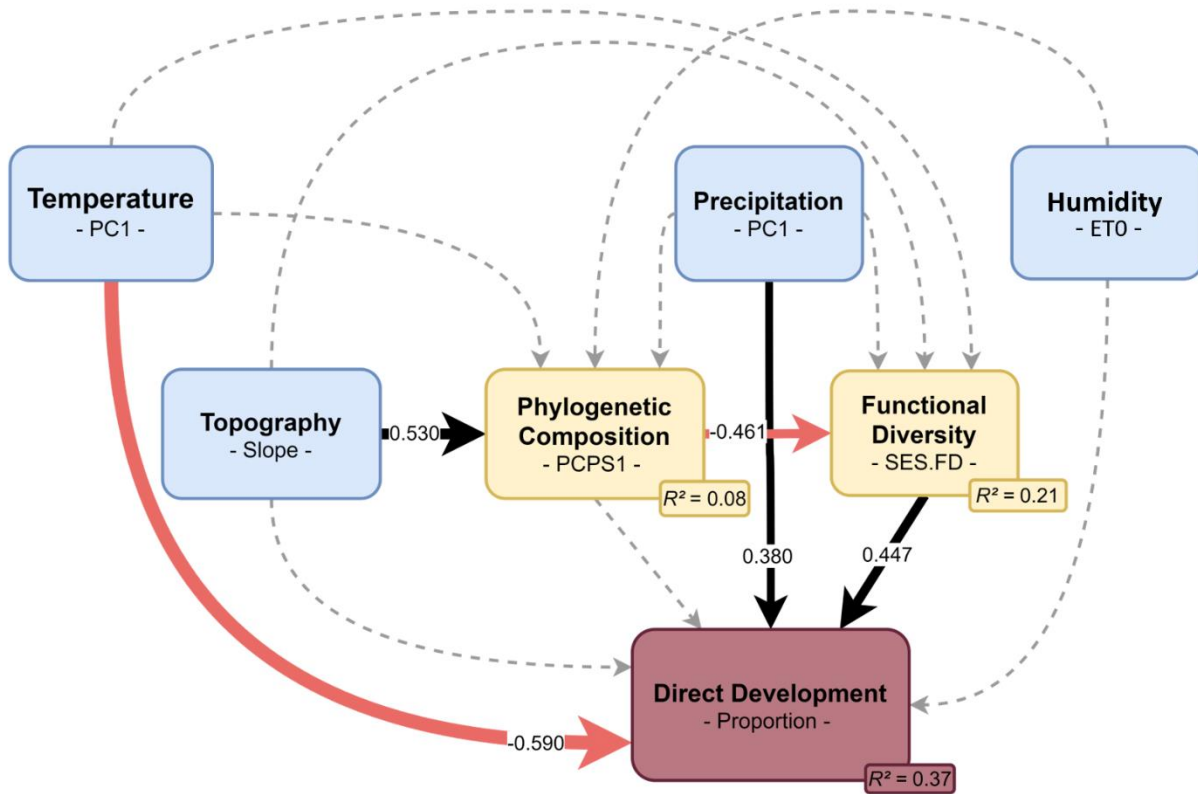 Temperature
- PC1 -
Precipitation
- PC1 -
Humidity
- ET0 -
Topography
- Slope -
0.530
Phylogenetic
Composition
- PCPS1 -
R² = 0.08
-0.461
Functional
Diversity
- SES.FD -
R² = 0.21
0.380
0.447
Direct Development
- Proportion -
R² = 0.37
-0.590